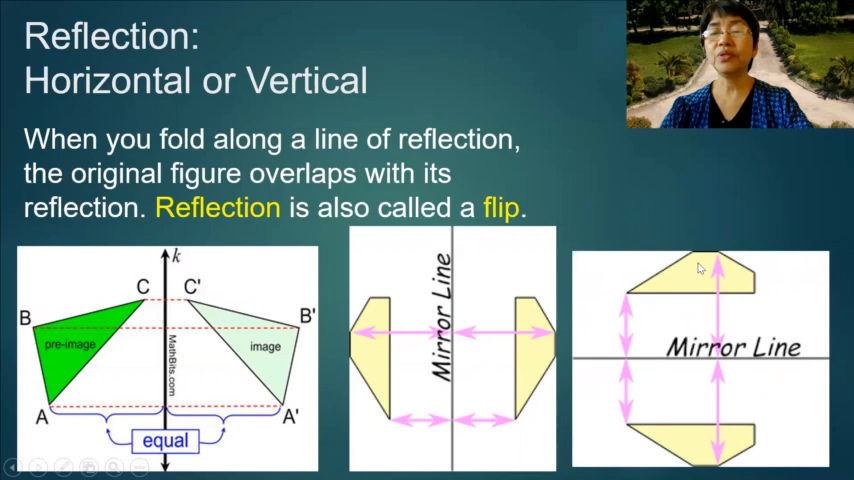 Reflection:
Horizontal or Vertical
When you fold along a line of reflection,
the original figure overlaps with its
reflection. Reflection is also called a flip.
k
C
C'
B
B'
pre-image
image
MathBits.com
A
A'
equal
Mirror Line
Mirror Line